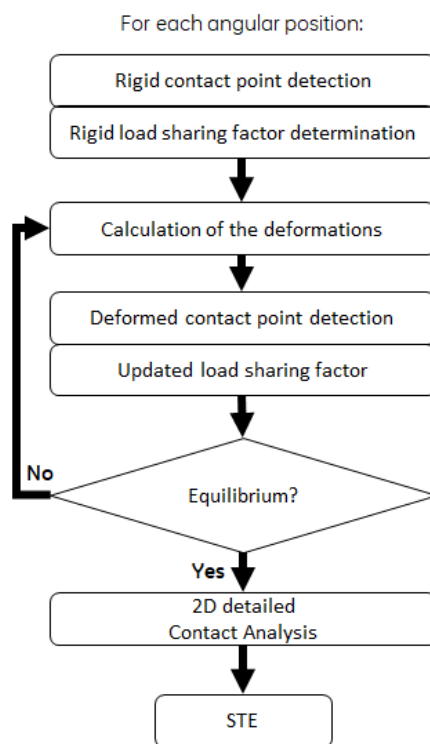 For each angular position:
Rigid contact point detection
Rigid load sharing factor determination
Calculation of the deformations
Deformed contact point detection
Updated load sharing factor
No
Equilibrium?
Yes
2D detailed
Contact Analysis
STE